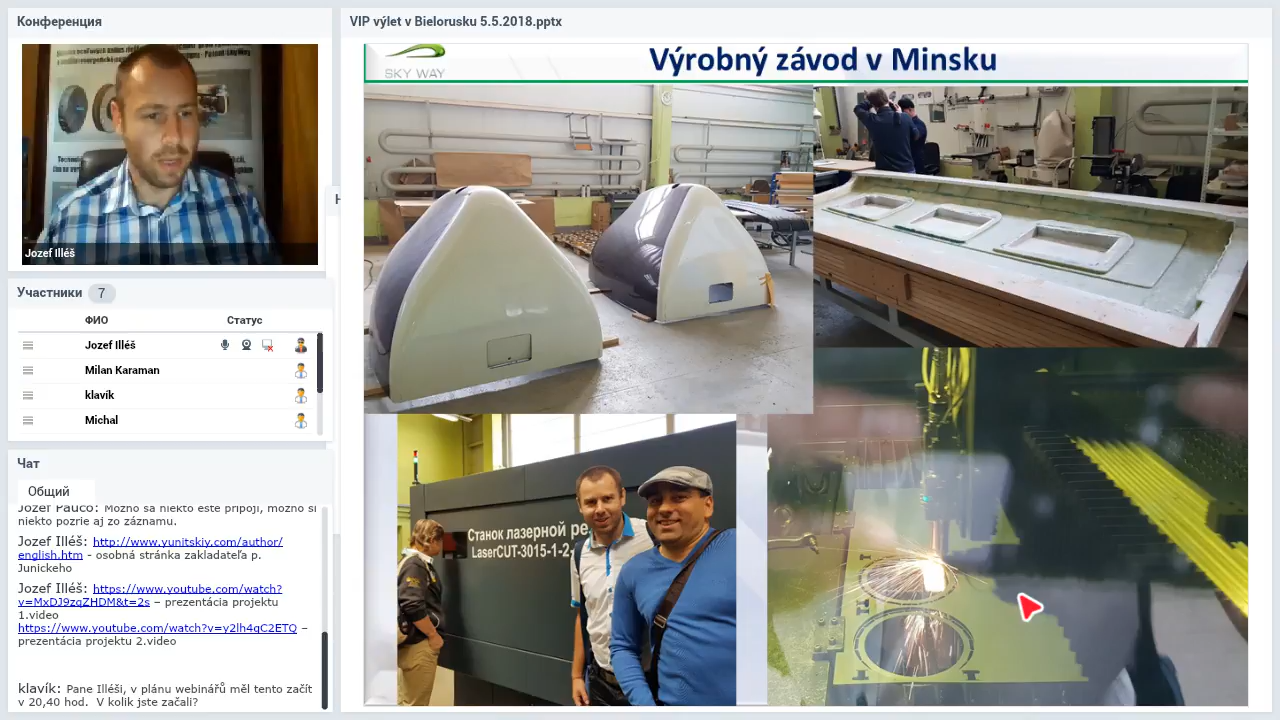 Конференция
Jozef Illéš
Участники 7
ФИО Статус
Jozef Illéš
Milan Karaman
klavík
Michal
Чат
Общий
Jozef Paučo: Možno sa niekto ešte pripojí, možno si
niekto pozrie aj zo záznamu.
Jozef Illéš: http://www.yunitskiy.com/author/
english.htm - osobná stránka zakladateľa p.
Junickeho
Jozef Illéš: https://www.youtube.com/watch?
v=MxDJ9zqZHDM&t=2s – prezentácia projektu
1.video
https://www.youtube.com/watch?v=y2lh4qC2ETQ –
prezentácia projektu 2.video
klavík: Pane Illéši, v plánu webinářů měl tento začít
v 20,40 hod. V kolik jste začali?
VIP výlet v Bielorusku 5.5.2018.pptx
SKY WAY
Výrobný závod v Minsku
Станок лазерной ре
LaserCUT-3015-1-2-